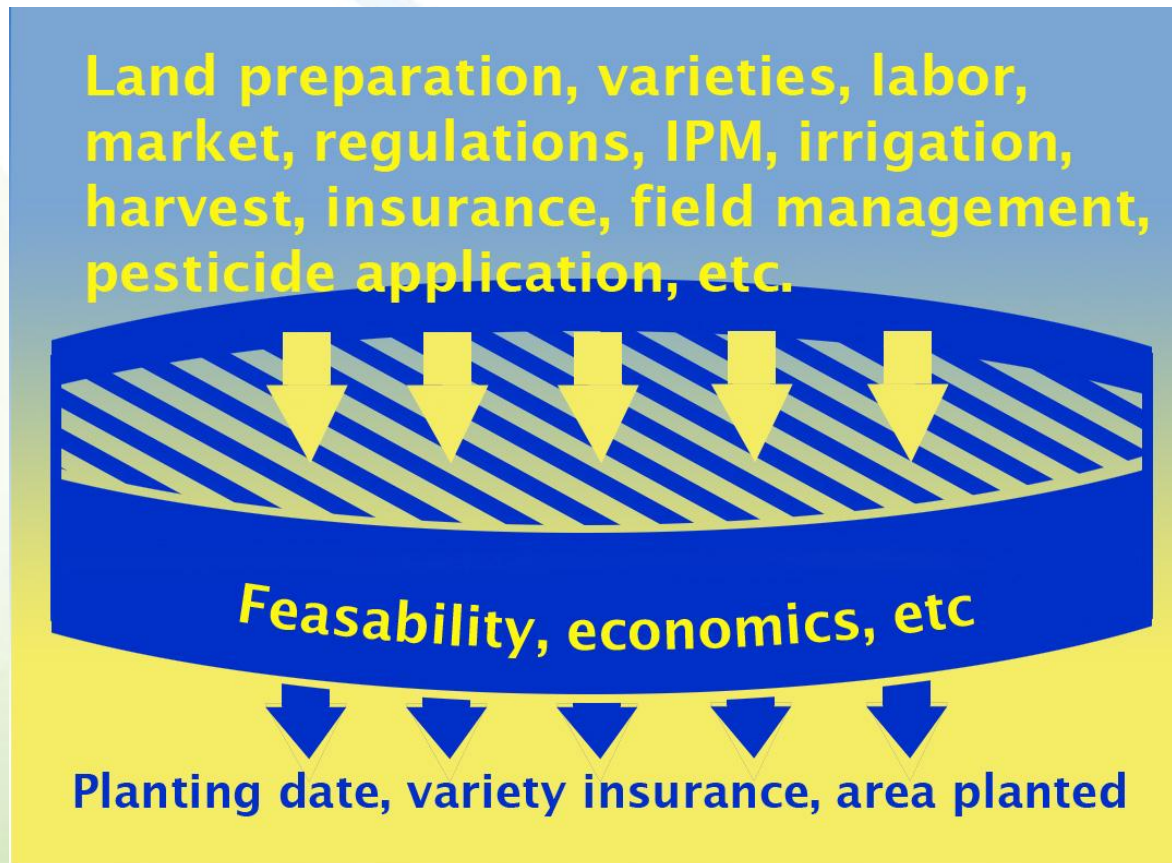 Land preparation, varieties, labor,
market, regulations, IPM, irrigation,
harvest, insurance, field management,
pesticide application, etc.
Feasability, economics, etc
Planting date, variety insurance, area planted